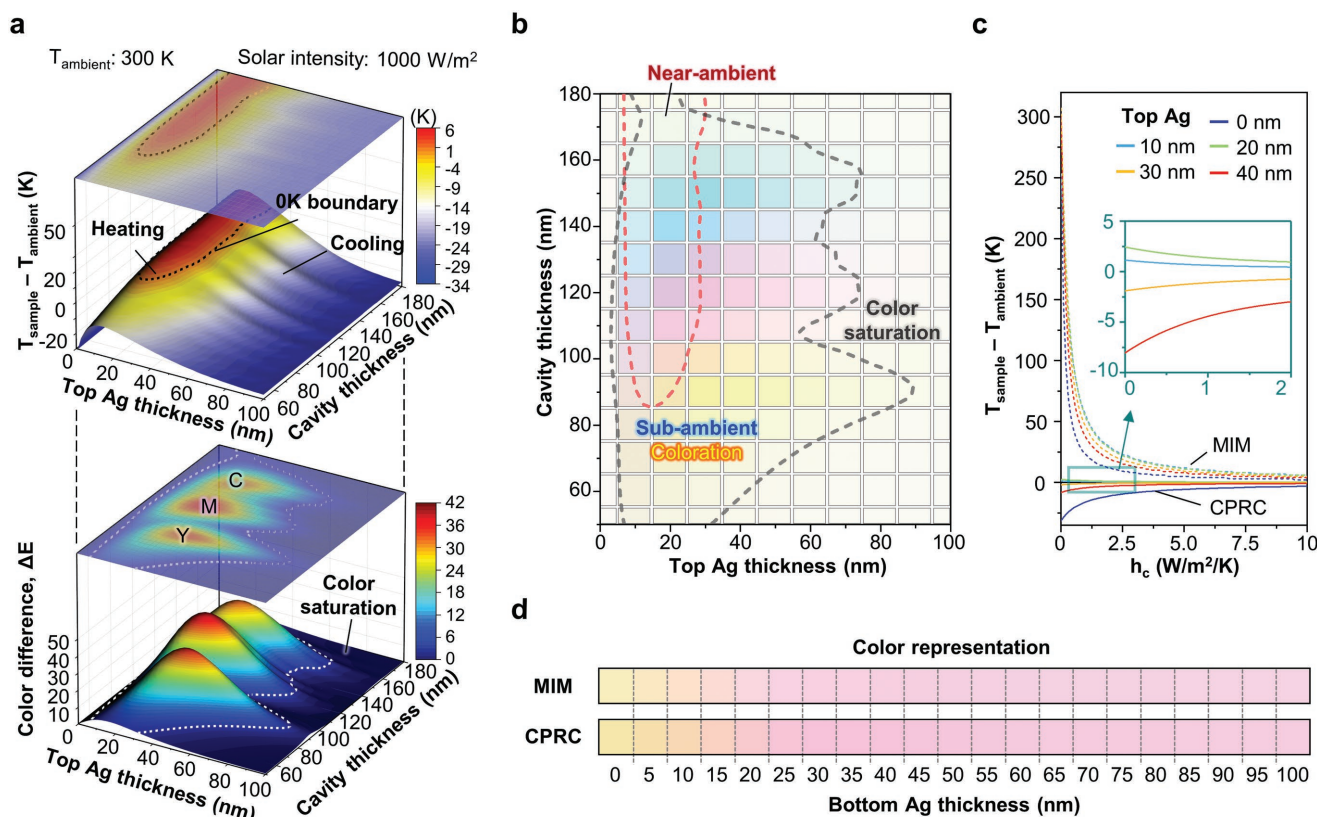 a
T_ambient: 300 K
Solar intensity: 1000 W/m²
(K)
6
1
-4
-9
-14
-19
-24
-29
-34
Heating
0K boundary
Cooling
T_sample − T_ambient (K)
50
20
0
-20
0
20
40
60
80
100
Top Ag thickness (nm)
60
80
100
120
140
160
180
Cavity thickness (nm)
C
M
Y
42
36
30
24
18
12
6
0
Color
saturation
Color difference, ΔE
50
40
30
20
10
0
20
40
60
80
100
Top Ag thickness (nm)
60
80
100
120
140
160
180
Cavity thickness (nm)
b
Near-ambient
180
160
140
120
100
80
60
Cavity thickness (nm)
Color
saturation
Sub-ambient
Coloration
0 20 40 60 80 100
Top Ag thickness (nm)
c
Top Ag
0 nm
10 nm
20 nm
30 nm
40 nm
300
250
200
150
100
50
25
0
-25
T_sample − T_ambient (K)
5
2.5
0
-5
-10
0 1 2
MIM
CPRC
0 2.5 5.0 7.5 10
h_c (W/m²/K)
d
Color representation
MIM
CPRC
0 5 10 15 20 25 30 35 40 45 50 55 60 65 70 75 80 85 90 95 100
Bottom Ag thickness (nm)